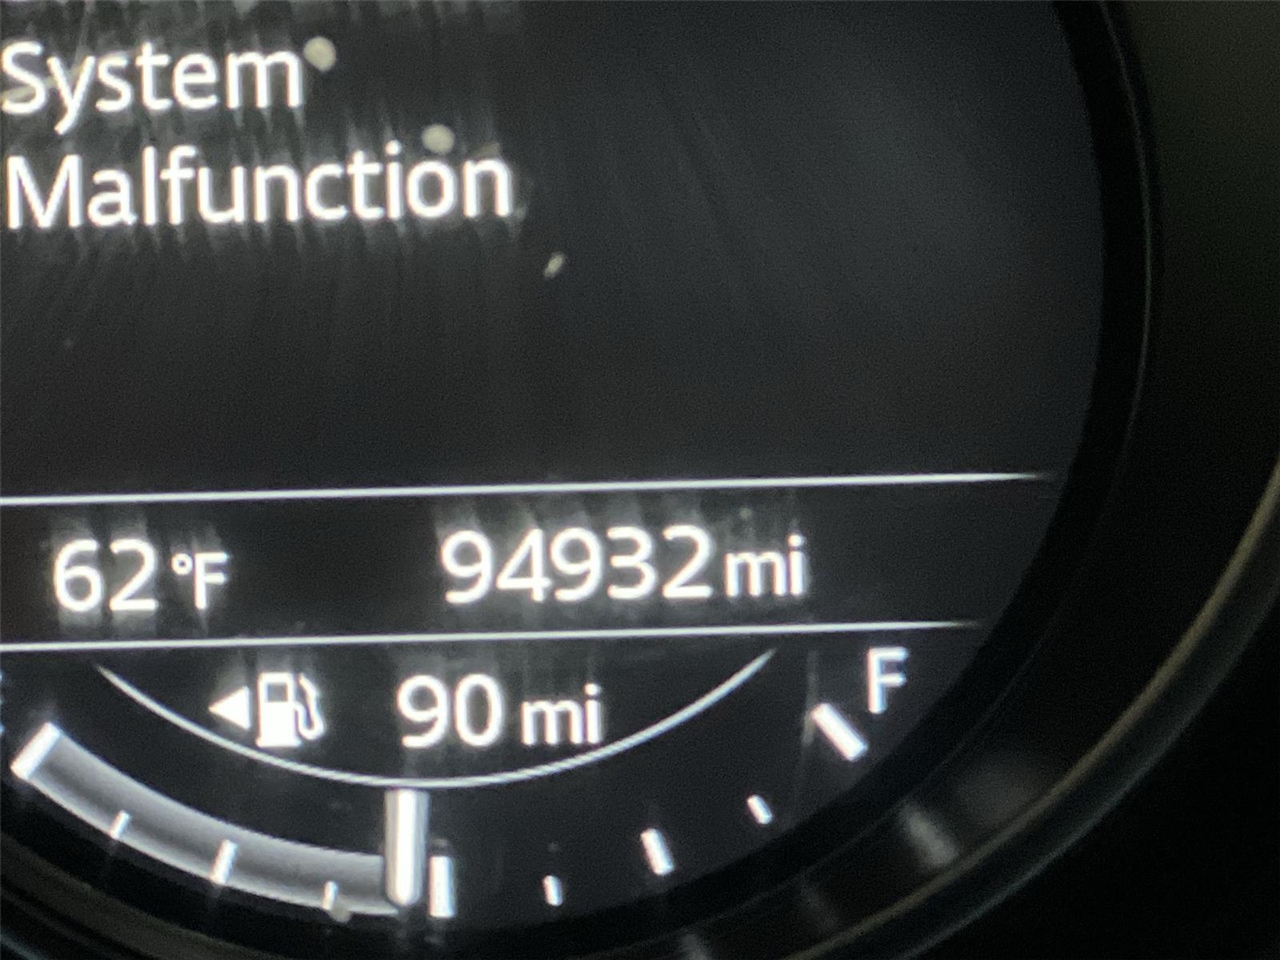 System
Malfunction
62°F 94932 mi
90 mi
F